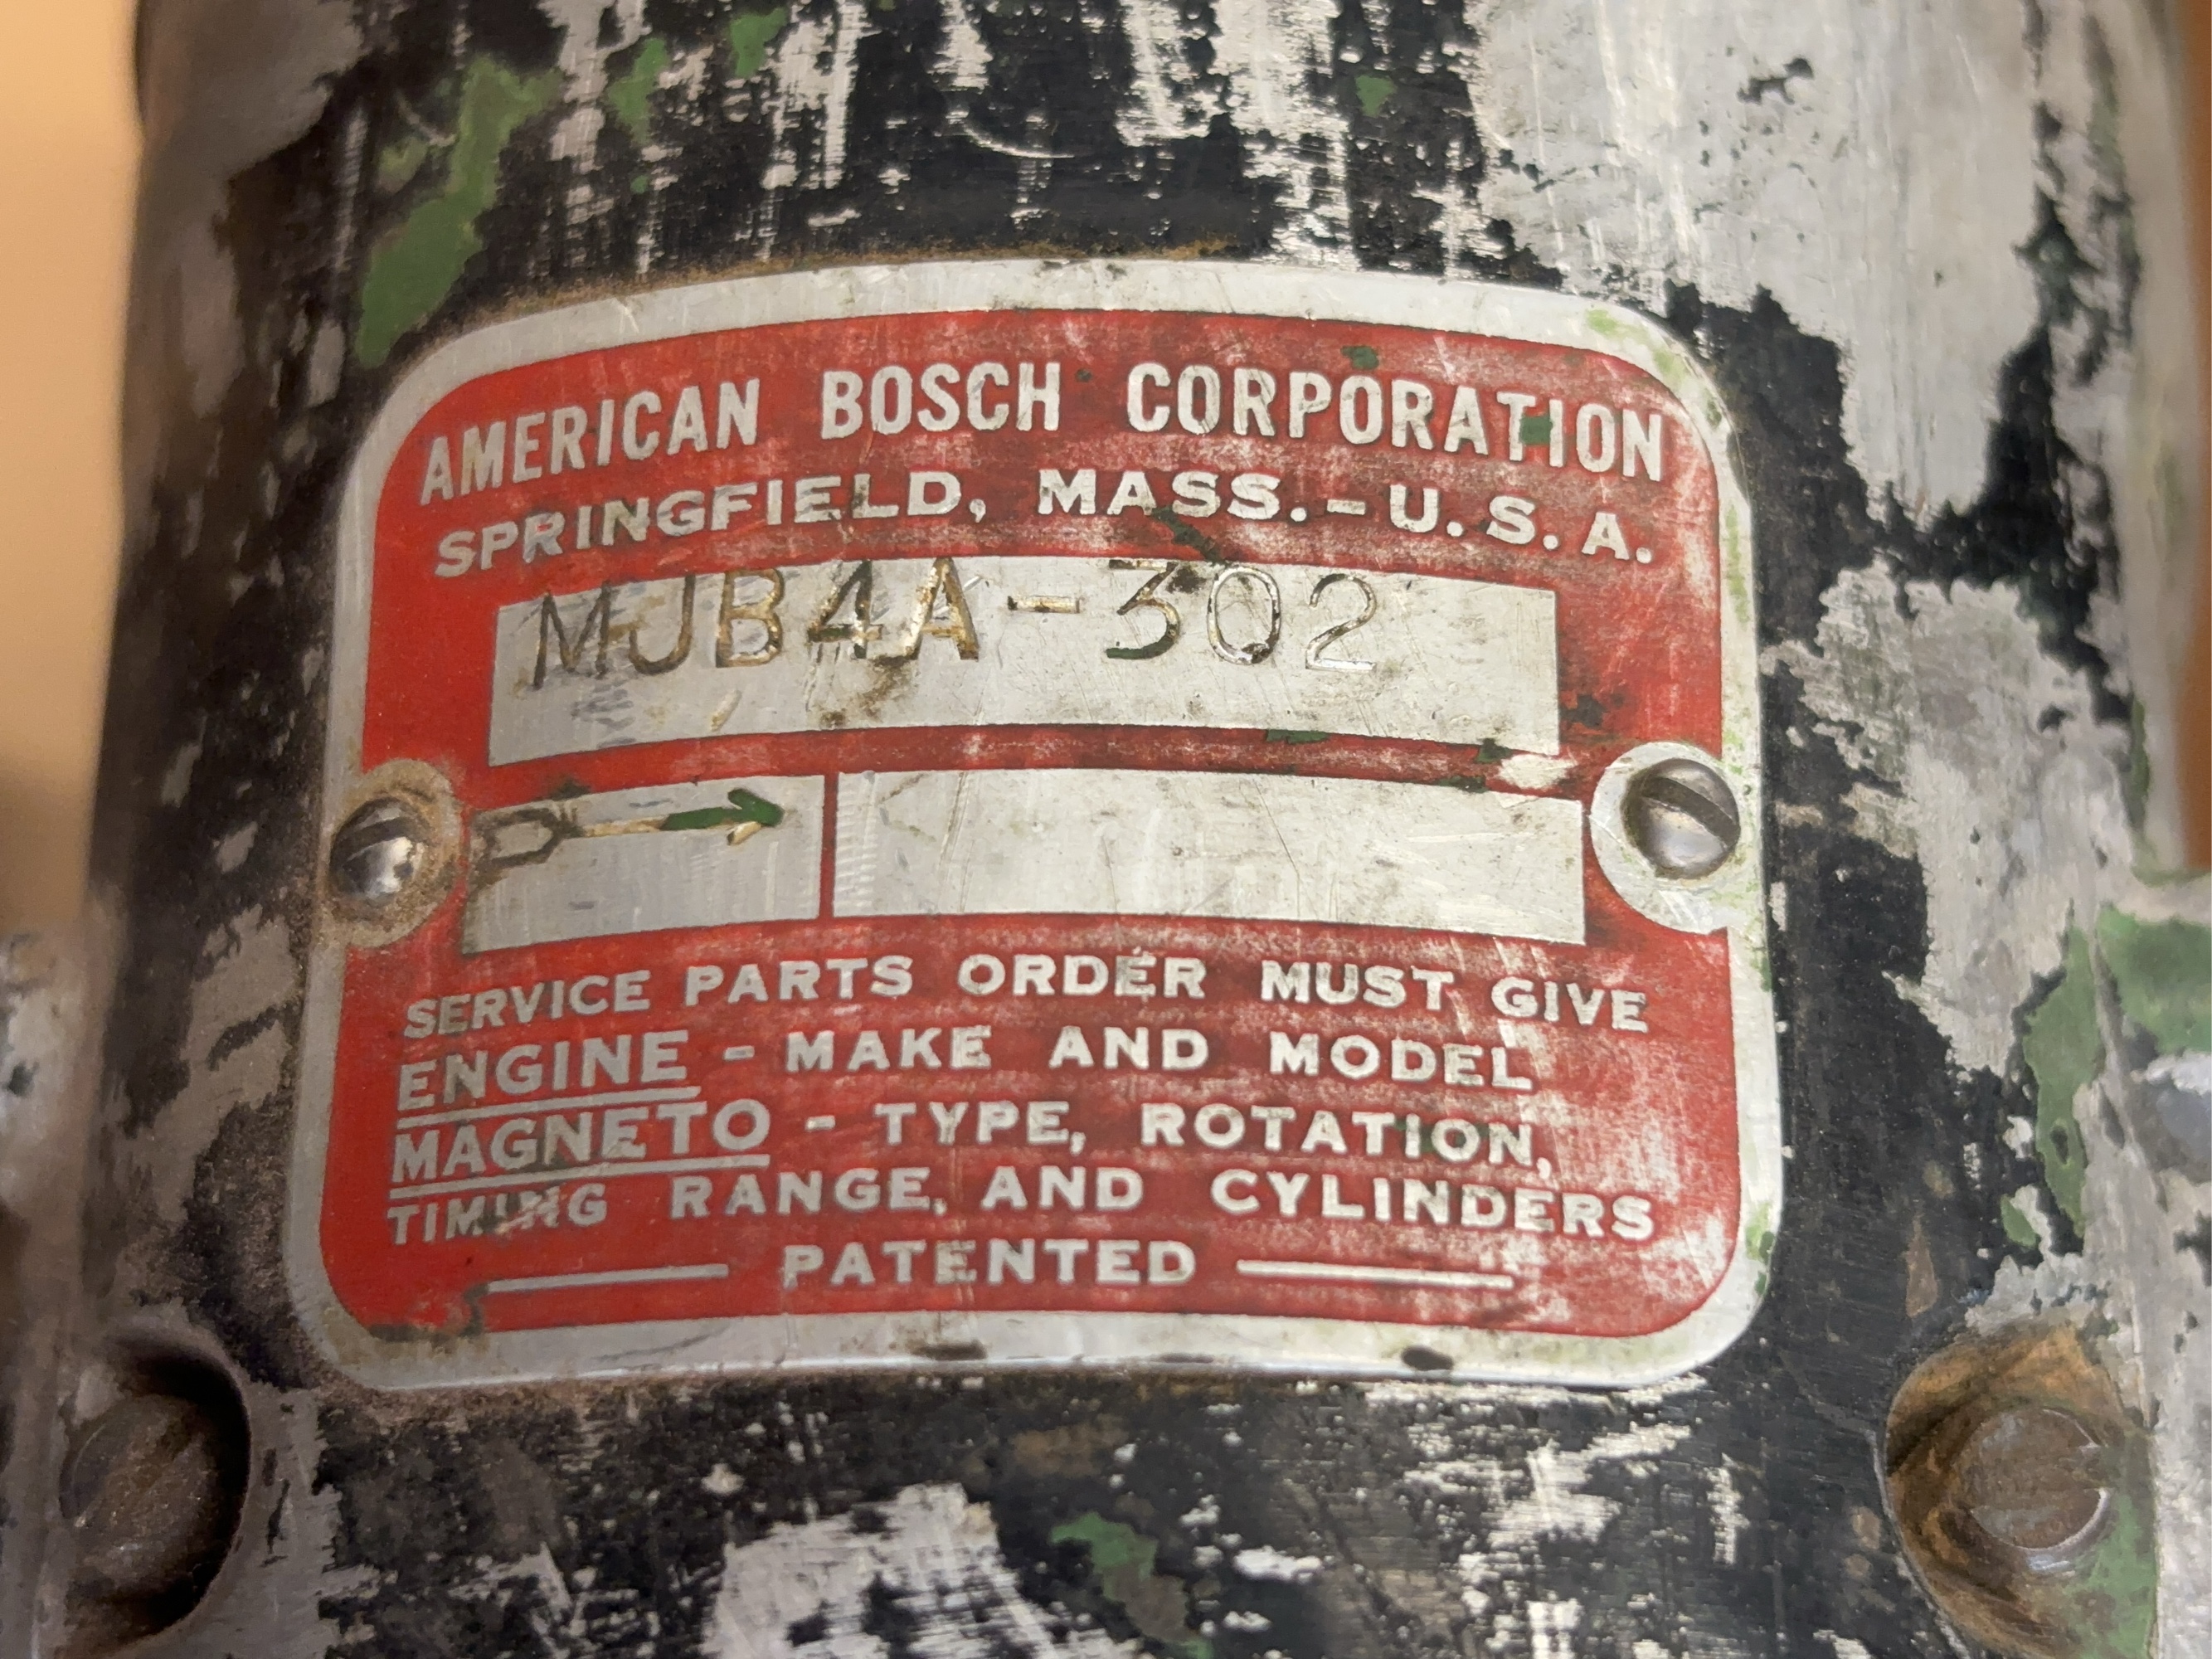 AMERICAN BOSCH CORPORATION
SPRINGFIELD, MASS.-U.S.A.
MJB4A-302
SERVICE PARTS ORDER MUST GIVE
ENGINE - MAKE AND MODEL
MAGNETO - TYPE, ROTATION,
TIMING RANGE, AND CYLINDERS
PATENTED